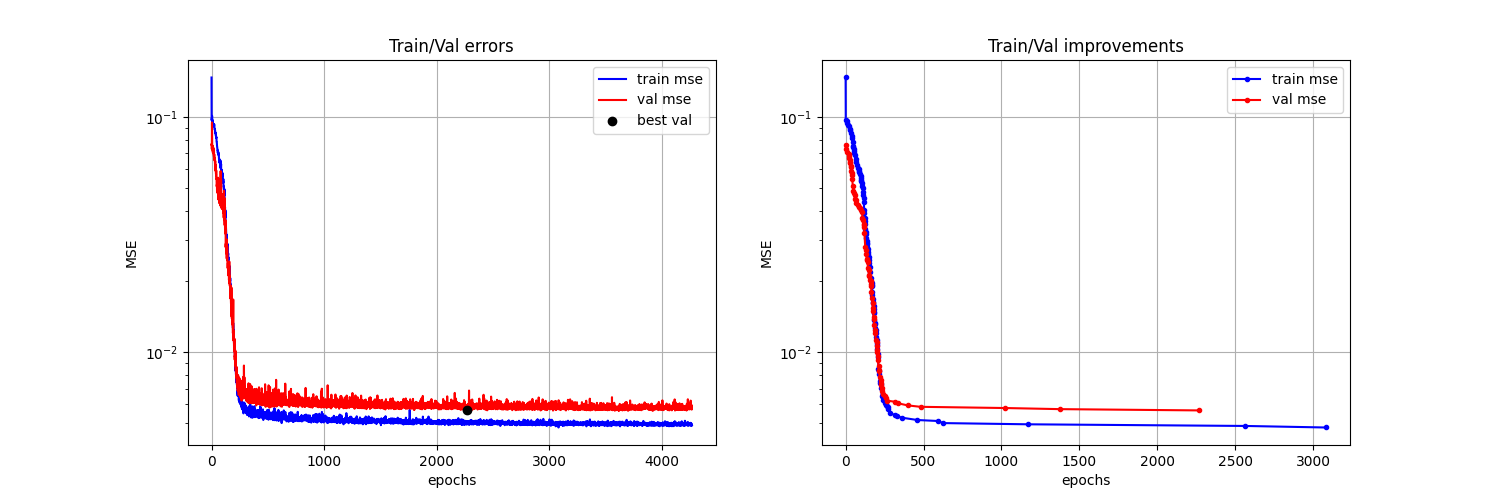 Train/Val errors
train mse
val mse
best val
10⁻¹
10⁻²
MSE
0 1000 2000 3000 4000
epochs
Train/Val improvements
train mse
val mse
10⁻¹
10⁻²
MSE
0 500 1000 1500 2000 2500 3000
epochs